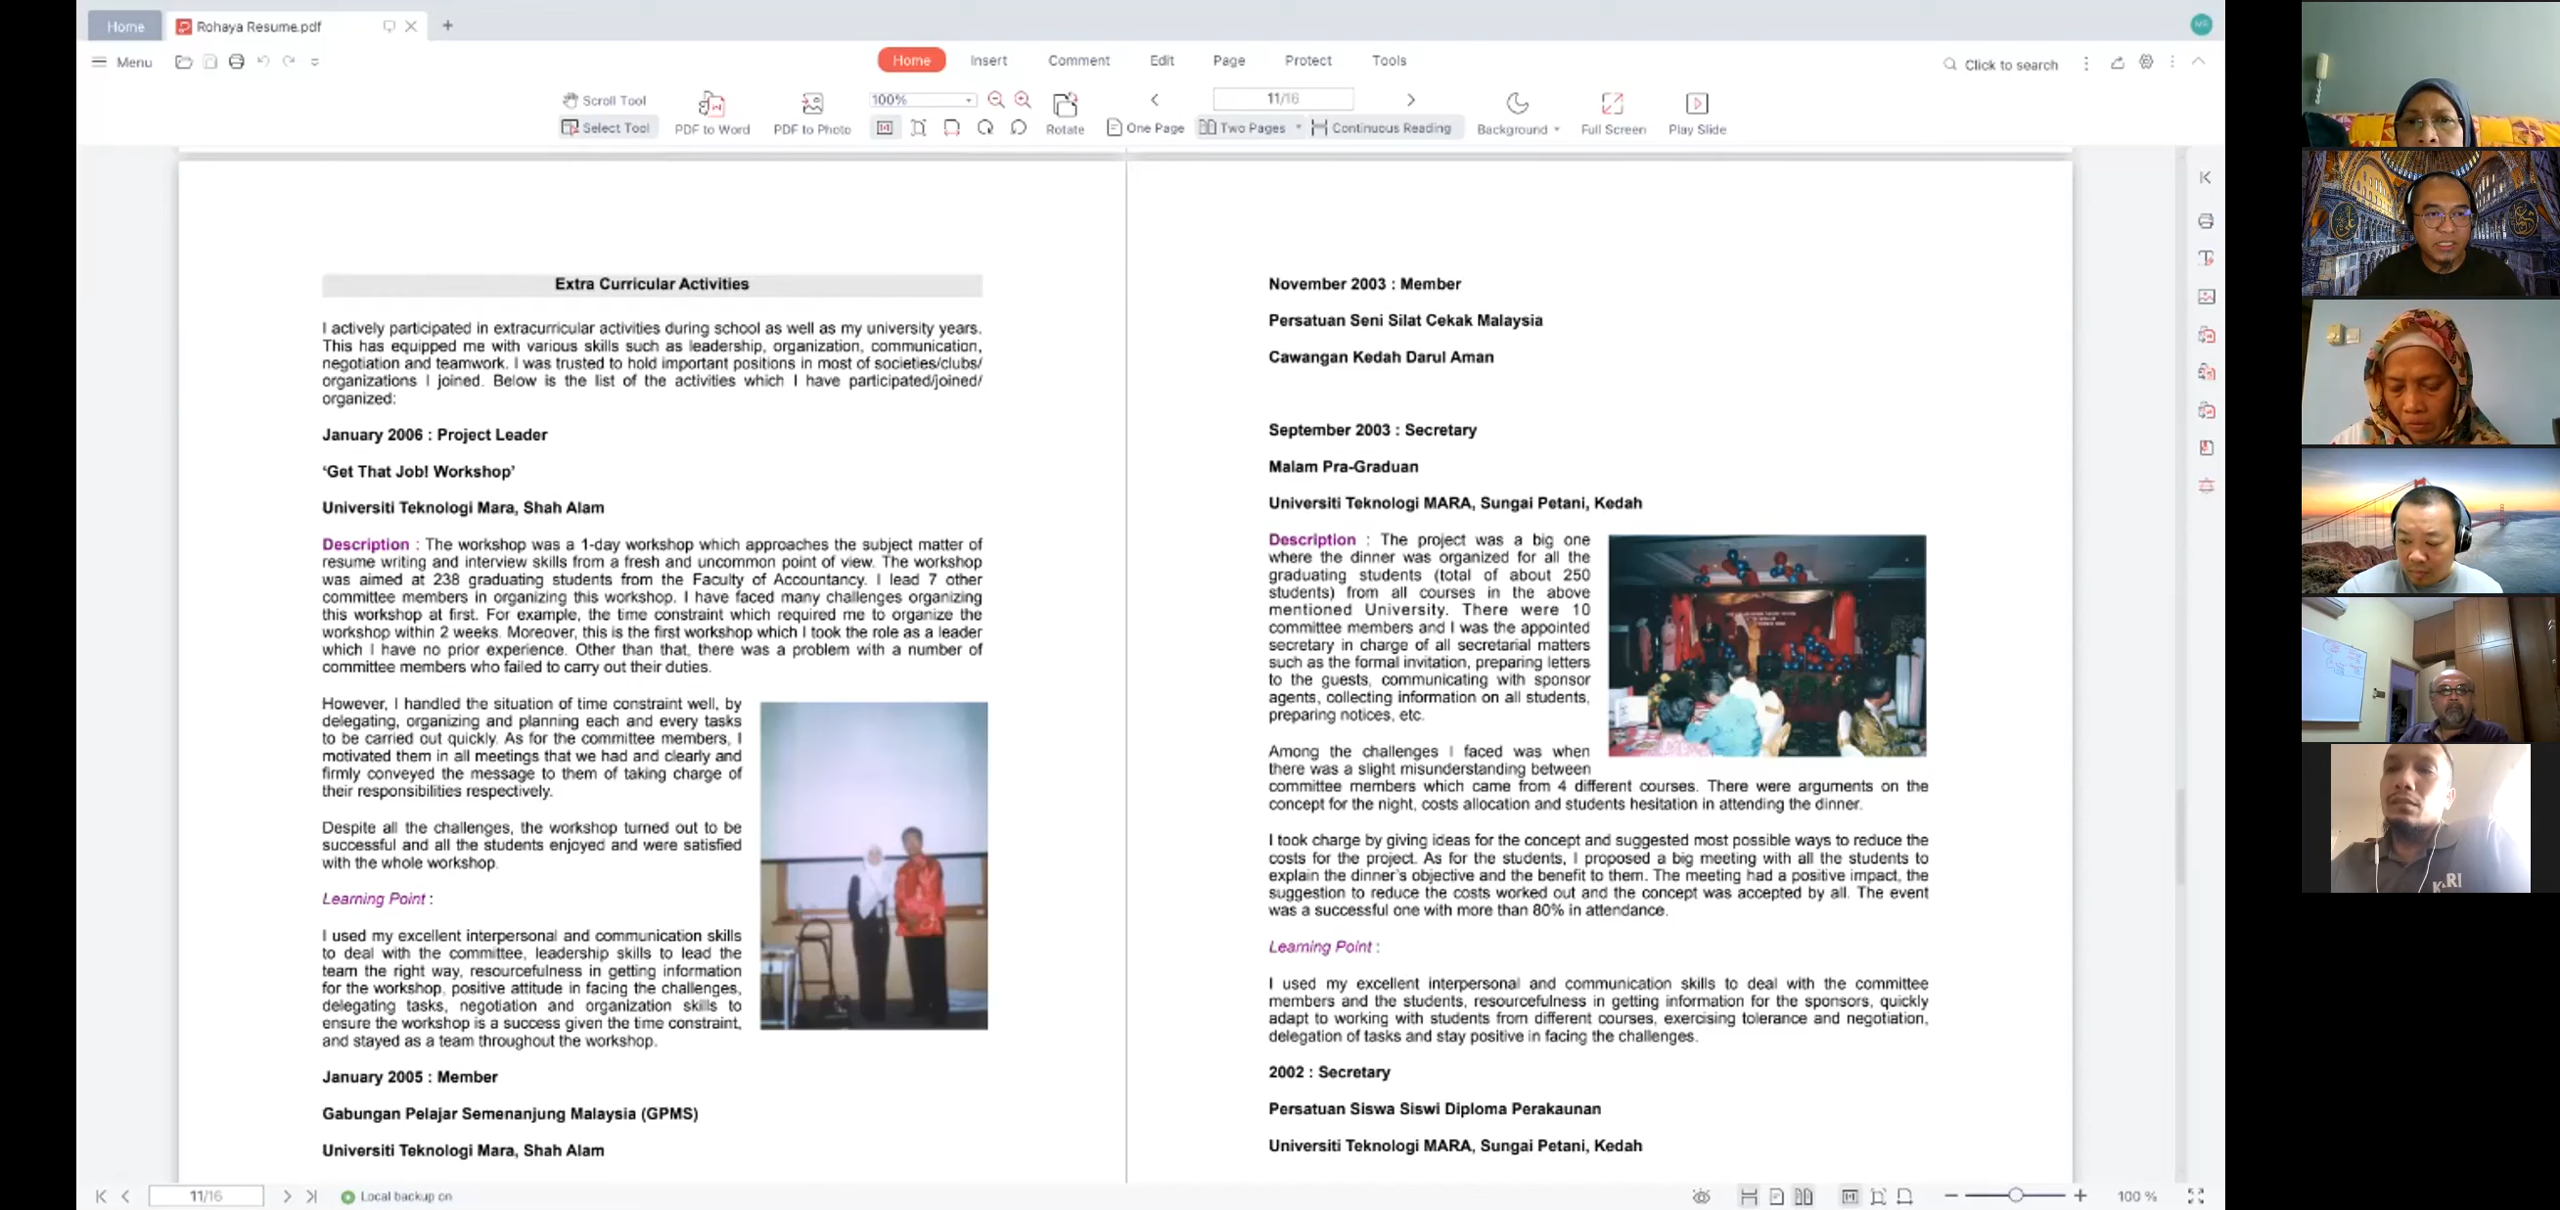 Home
Rohaya Resume.pdf
Menu
Home
Insert
Comment
Edit
Page
Protect
Tools
Click to search
Scroll Tool
Select Tool
PDF to Word
PDF to Photo
100%
Rotate
11/16
One Page
Two Pages
Continuous Reading
Background
Full Screen
Play Slide
Extra Curricular Activities
I actively participated in extracurricular activities during school as well as my university years.
This has equipped me with various skills such as leadership, organization, communication,
negotiation and teamwork. I was trusted to hold important positions in most of societies/clubs/
organizations I joined. Below is the list of the activities which I have participated/joined/
organized:
January 2006 : Project Leader
‘Get That Job! Workshop’
Universiti Teknologi Mara, Shah Alam
Description : The workshop was a 1-day workshop which approaches the subject matter of
resume writing and interview skills from a fresh and uncommon point of view. The workshop
was aimed at 238 graduating students from the Faculty of Accountancy. I lead 7 other
committee members in organizing this workshop. I have faced many challenges organizing
this workshop at first. For example, the time constraint which required me to organize the
workshop within 2 weeks. Moreover, this is the first workshop which I took the role as a leader
which I have no prior experience. Other than that, there was a problem with a number of
committee members who failed to carry out their duties.
However, I handled the situation of time constraint well, by
delegating, organizing and planning each and every tasks
to be carried out quickly. As for the committee members, I
motivated them in all meetings that we had and clearly and
firmly conveyed the message to them of taking charge of
their responsibilities respectively.
Despite all the challenges, the workshop turned out to be
successful and all the students enjoyed and were satisfied
with the whole workshop.
Learning Point :
I used my excellent interpersonal and communication skills
to deal with the committee, leadership skills to lead the
team the right way, resourcefulness in getting information
for the workshop, positive attitude in facing the challenges,
delegating tasks, negotiation and organization skills to
ensure the workshop is a success given the time constraint,
and stayed as a team throughout the workshop.
January 2005 : Member
Gabungan Pelajar Semenanjung Malaysia (GPMS)
Universiti Teknologi Mara, Shah Alam
November 2003 : Member
Persatuan Seni Silat Cekak Malaysia
Cawangan Kedah Darul Aman
September 2003 : Secretary
Malam Pra-Graduan
Universiti Teknologi MARA, Sungai Petani, Kedah
Description : The project was a big one
where the dinner was organized for all the
graduating students (total of about 250
students) from all courses in the above
mentioned University. There were 10
committee members and I was the appointed
secretary in charge of all secretarial matters
such as the formal invitation, preparing letters
to the guests, communicating with sponsor
agents, collecting information on all students,
preparing notices, etc.
Among the challenges I faced was when
there was a slight misunderstanding between
committee members which came from 4 different courses. There were arguments on the
concept for the night, costs allocation and students hesitation in attending the dinner.
I took charge by giving ideas for the concept and suggested most possible ways to reduce the
costs for the project. As for the students, I proposed a big meeting with all the students to
explain the dinner's objective and the benefit to them. The meeting had a positive impact, the
suggestion to reduce the costs worked out and the concept was accepted by all. The event
was a successful one with more than 80% in attendance.
Learning Point :
I used my excellent interpersonal and communication skills to deal with the committee
members and the students, resourcefulness in getting information for the sponsors, quickly
adapt to working with students from different courses, exercising tolerance and negotiation,
delegation of tasks and stay positive in facing the challenges.
2002 : Secretary
Persatuan Siswa Siswi Diploma Perakaunan
Universiti Teknologi MARA, Sungai Petani, Kedah
11/16
Local backup on
100 %